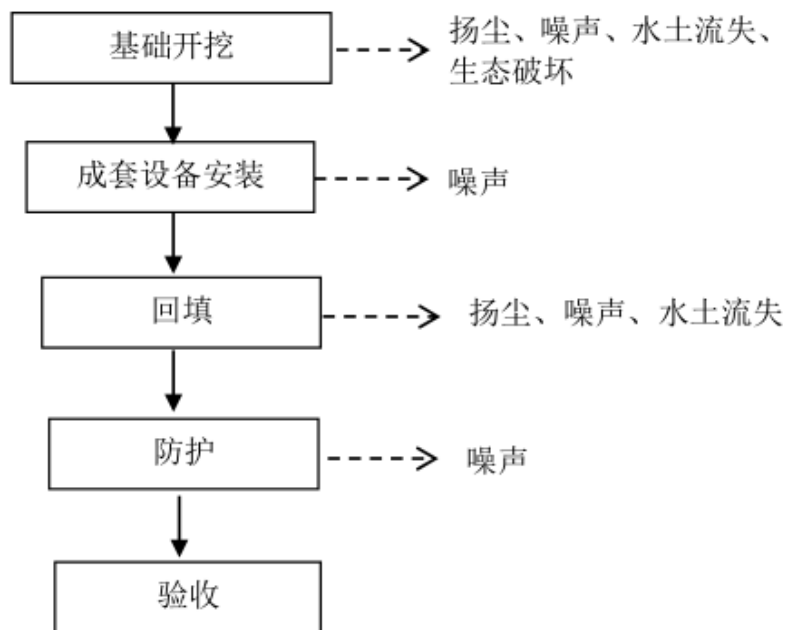 基础开挖
扬尘、噪声、水土流失、
生态破坏
成套设备安装
噪声
回填
扬尘、噪声、水土流失
防护
噪声
验收